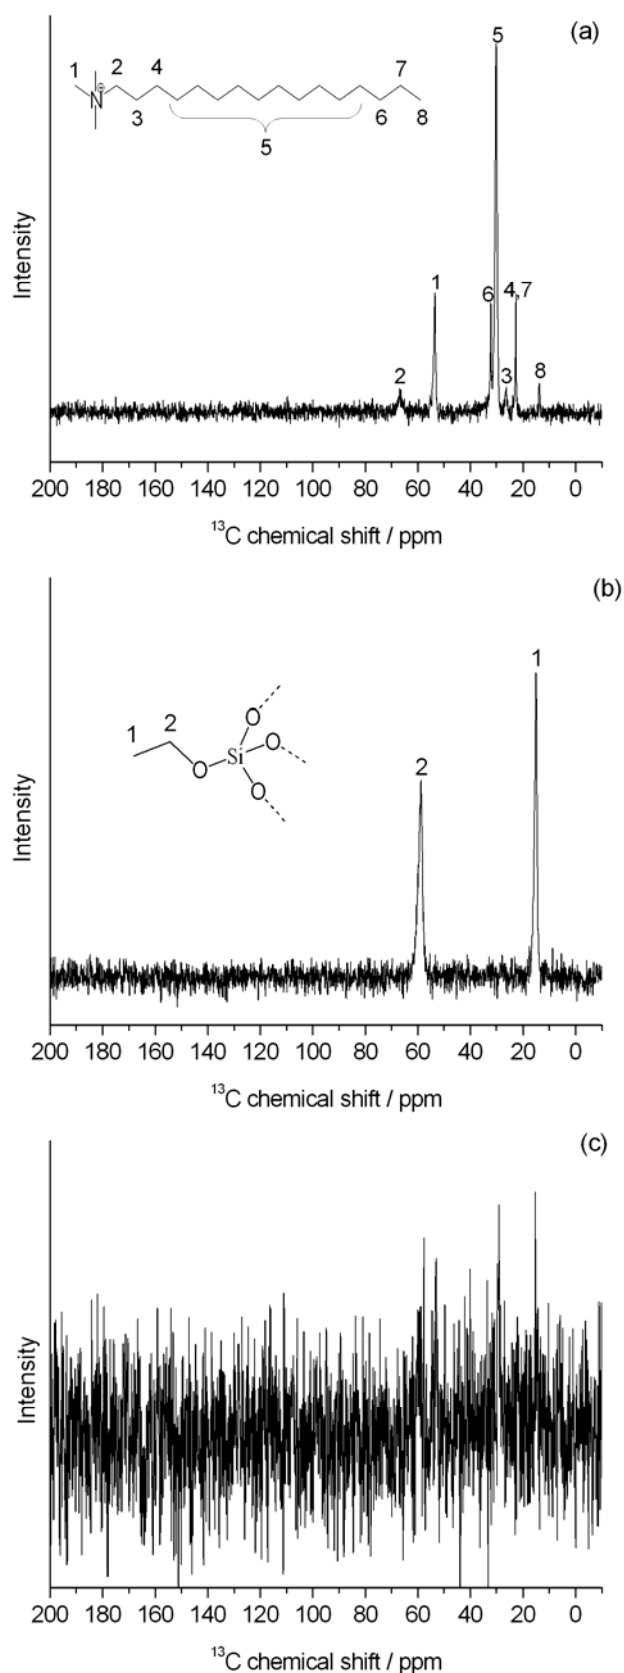 (a)
5
1 2 4 7
N⊕
3 6 8
5
Intensity
1
6 4,7
2 3 8
200 180 160 140 120 100 80 60 40 20 0
¹³C chemical shift / ppm
(b)
1
2
1
O
O
Si
O
O
2
Intensity
200 180 160 140 120 100 80 60 40 20 0
¹³C chemical shift / ppm
(c)
Intensity
200 180 160 140 120 100 80 60 40 20 0
¹³C chemical shift / ppm